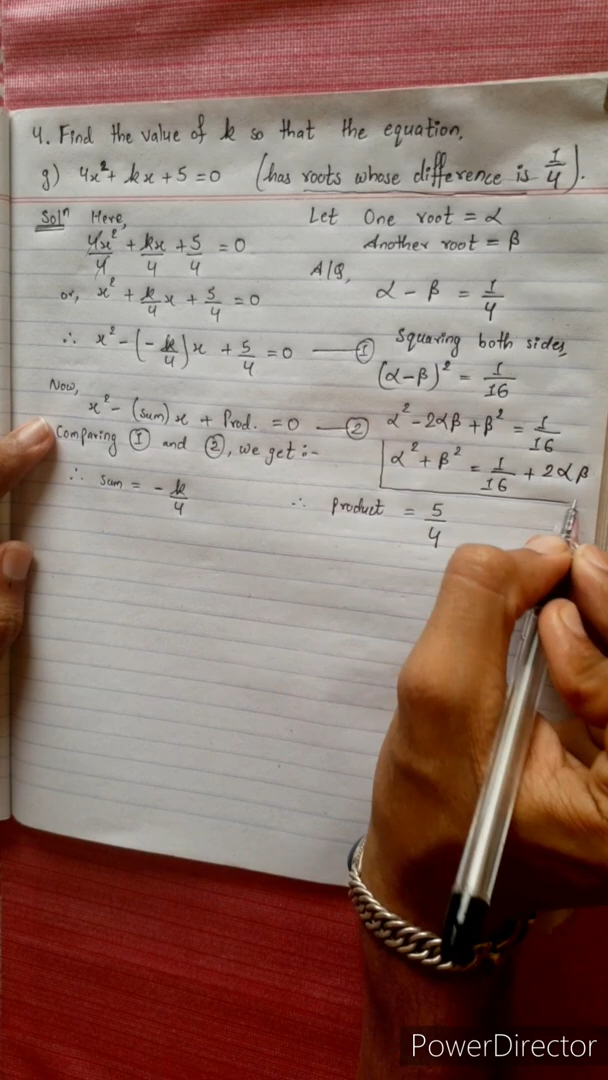 4. Find the value of k so that the equation,
g) 4x² + kx + 5 = 0 (has roots whose difference is 1/4).
Solⁿ Here,
4x²/4 + kx/4 + 5/4 = 0
or, x² + k/4 x + 5/4 = 0
∴ x² - (-k/4)x + 5/4 = 0 — ①
Now,
x² - (sum)x + Prod. = 0 — ②
Comparing ① and ②, we get :-
∴ sum = -k/4
∴ product = 5/4
Let One root = α
Another root = β
A/Q,
α - β = 1/4
Squaring both sides,
(α-β)² = 1/16
α² - 2αβ + β² = 1/16
α² + β² = 1/16 + 2αβ
PowerDirector